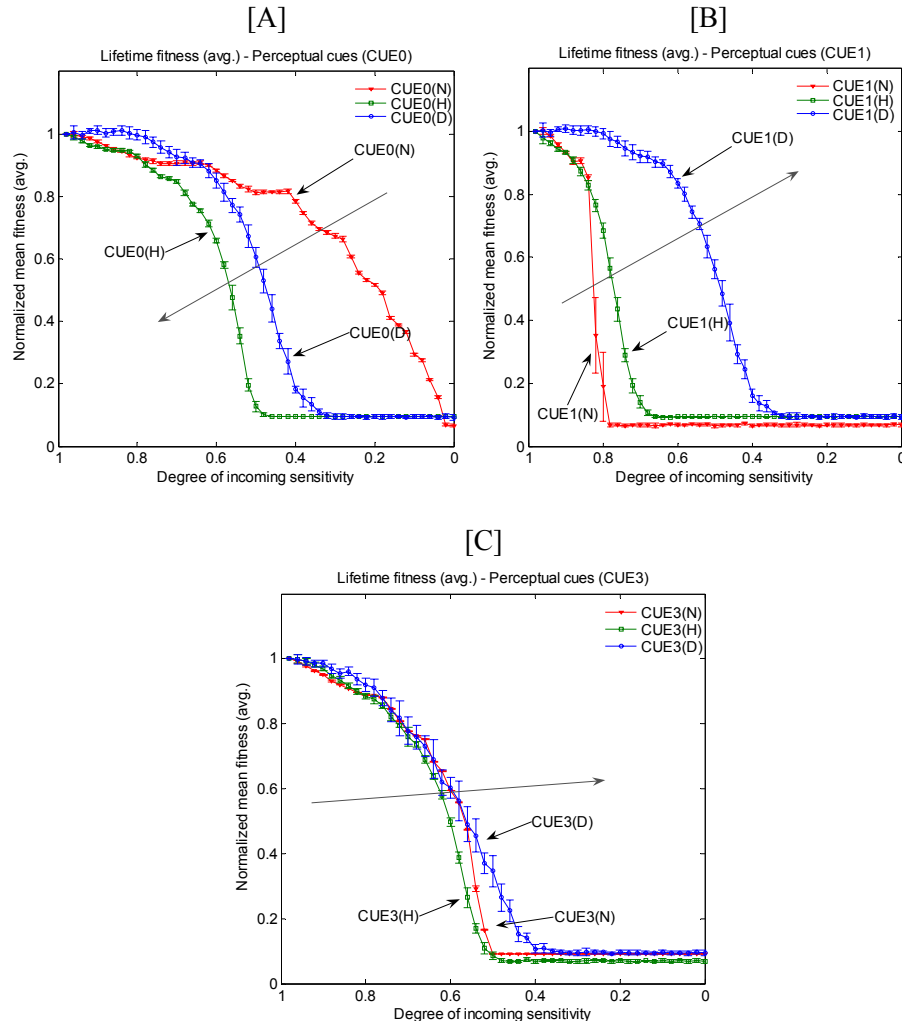 [A]
Lifetime fitness (avg.) - Perceptual cues (CUE0)
CUE0(N)
CUE0(H)
CUE0(D)
CUE0(N)
CUE0(H)
CUE0(D)
Normalized mean fitness (avg.)
1
0.8
0.6
0.4
0.2
0
1
0.8
0.6
0.4
0.2
0
Degree of incoming sensitivity
[B]
Lifetime fitness (avg.) - Perceptual cues (CUE1)
CUE1(N)
CUE1(H)
CUE1(D)
CUE1(D)
CUE1(H)
CUE1(N)
Normalized mean fitness (avg.)
1
0.8
0.6
0.4
0.2
0
1
0.8
0.6
0.4
0.2
0
Degree of incoming sensitivity
[C]
Lifetime fitness (avg.) - Perceptual cues (CUE3)
CUE3(N)
CUE3(H)
CUE3(D)
CUE3(D)
CUE3(H)
CUE3(N)
Normalized mean fitness (avg.)
1
0.8
0.6
0.4
0.2
0
1
0.8
0.6
0.4
0.2
0
Degree of incoming sensitivity